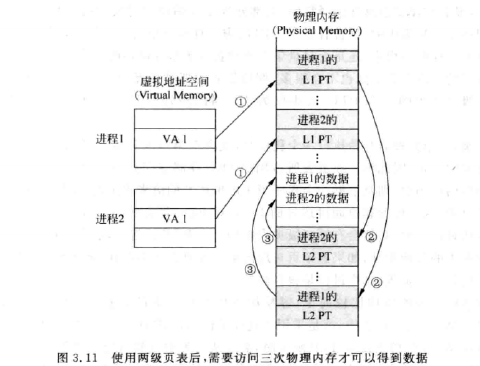 物理内存
(Physical Memory)
虚拟地址空间
(Virtual Memory)
进程1
VA 1
进程2
VA 1
①
①
进程1的
L1 PT
⋮
进程2的
L1 PT
⋮
进程1的数据
进程2的数据
⋮
进程2的
L2 PT
⋮
进程1的
L2 PT
③
③
②
②
图 3.11 使用两级页表后,需要访问三次物理内存才可以得到数据